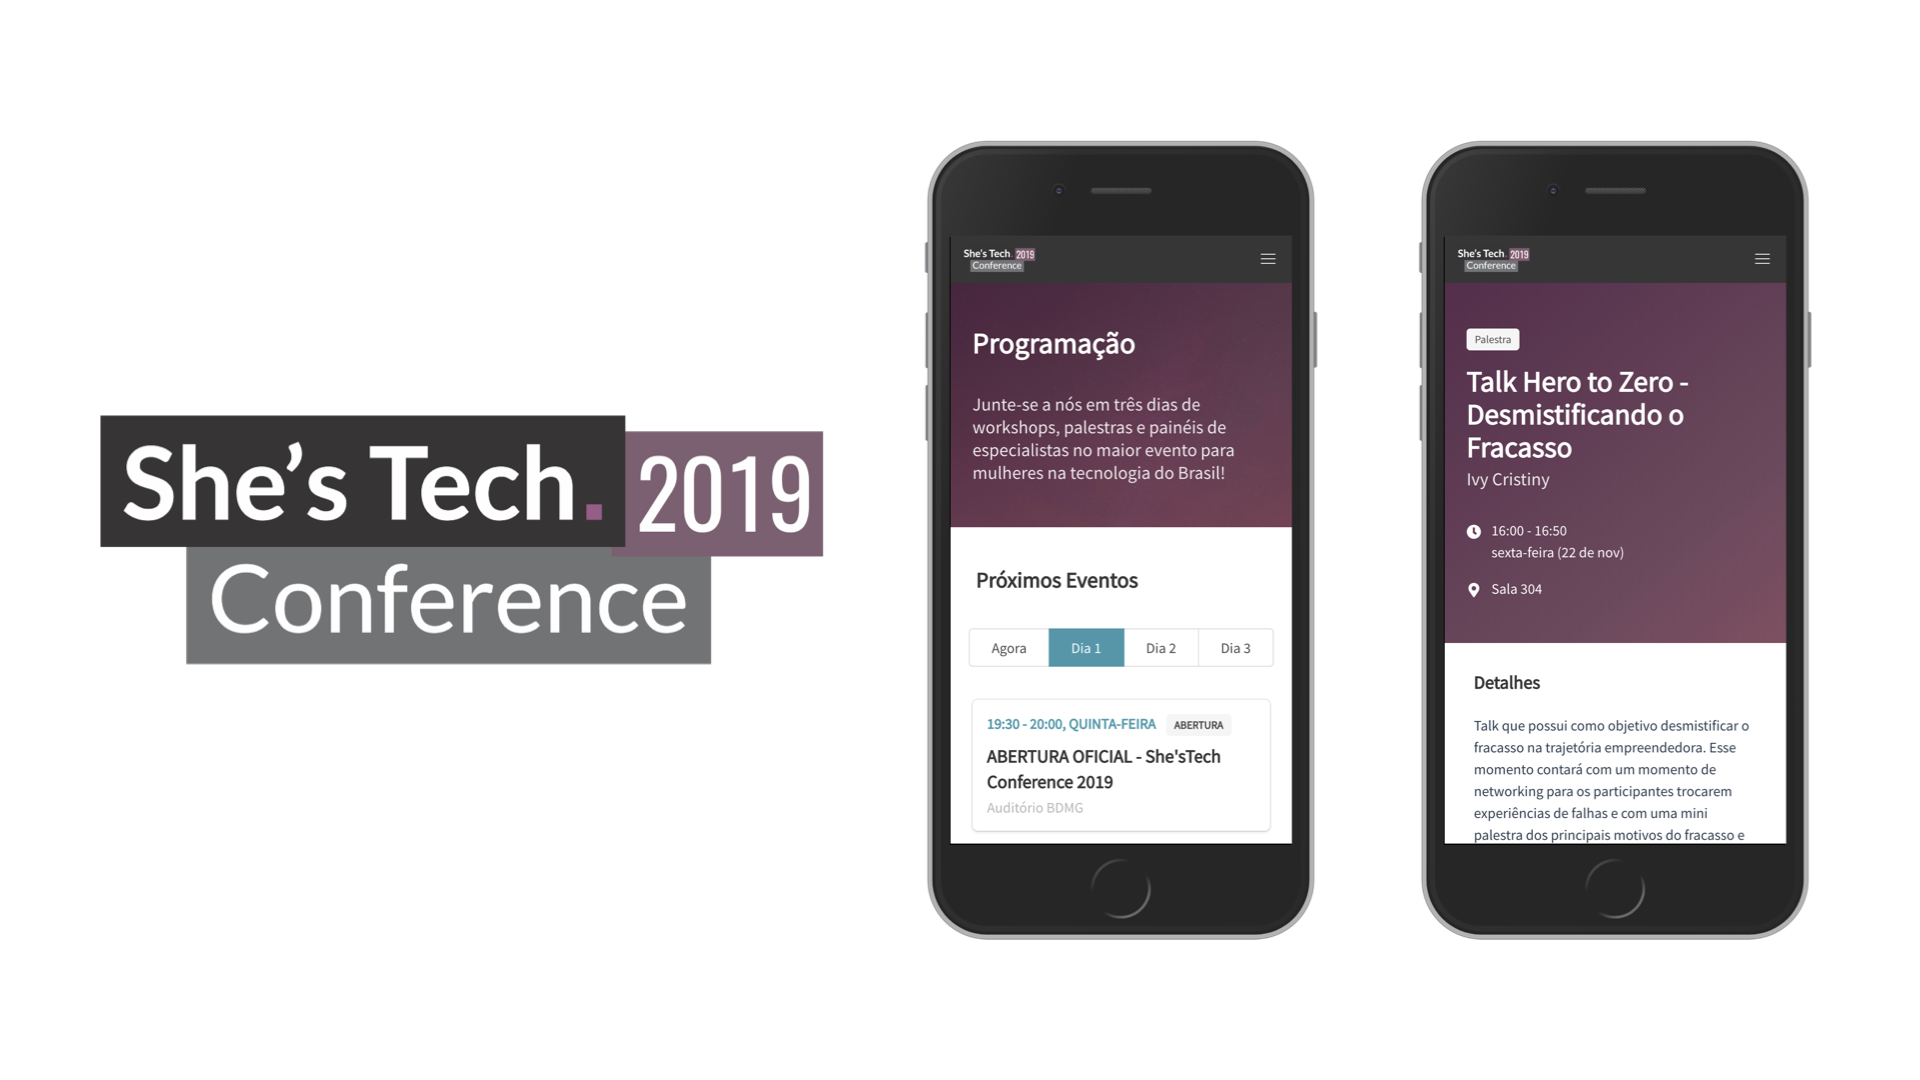 She's Tech. 2019
Conference
She's Tech. 2019
Conference
Programação
Junte-se a nós em três dias de
workshops, palestras e painéis de
especialistas no maior evento para
mulheres na tecnologia do Brasil!
Próximos Eventos
Agora Dia 1 Dia 2 Dia 3
19:30 - 20:00, QUINTA-FEIRA ABERTURA
ABERTURA OFICIAL - She'sTech
Conference 2019
Auditório BDMG
She's Tech. 2019
Conference
Palestra
Talk Hero to Zero -
Desmistificando o
Fracasso
Ivy Cristiny
16:00 - 16:50
sexta-feira (22 de nov)
Sala 304
Detalhes
Talk que possui como objetivo desmistificar o
fracasso na trajetória empreendedora. Esse
momento contará com um momento de
networking para os participantes trocarem
experiências de falhas e com uma mini
palestra dos principais motivos do fracasso e